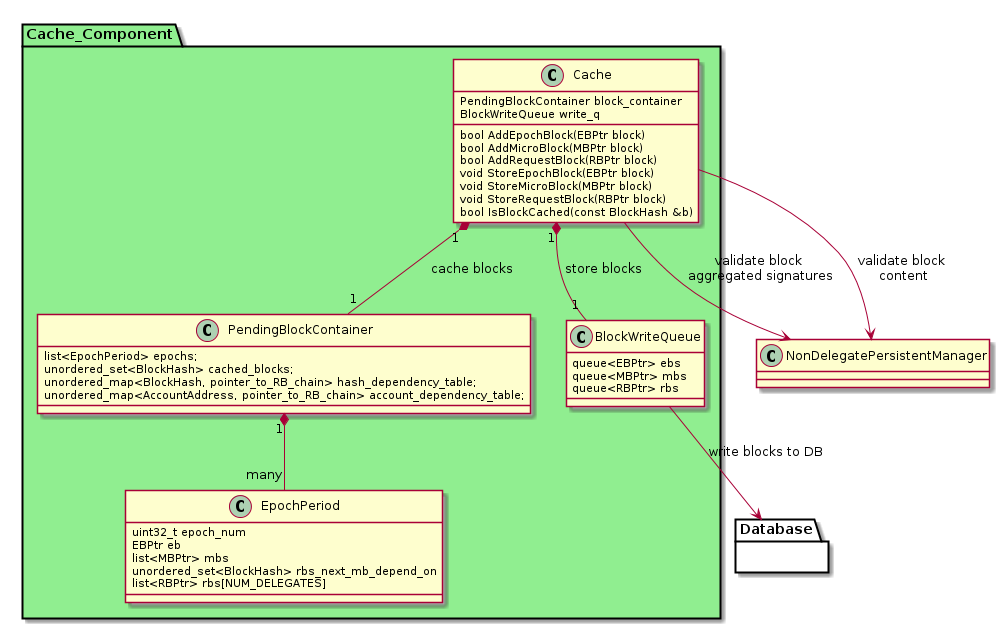 Cache_Component
C Cache
PendingBlockContainer block_container
BlockWriteQueue write_q
bool AddEpochBlock(EBPtr block)
bool AddMicroBlock(MBPtr block)
bool AddRequestBlock(RBPtr block)
void StoreEpochBlock(EBPtr block)
void StoreMicroBlock(MBPtr block)
void StoreRequestBlock(RBPtr block)
bool IsBlockCached(const BlockHash &b)
1
1
cache blocks
store blocks
validate block
aggregated signatures
validate block
content
1
1
C PendingBlockContainer
list<EpochPeriod> epochs;
unordered_set<BlockHash> cached_blocks;
unordered_map<BlockHash, pointer_to_RB_chain> hash_dependency_table;
unordered_map<AccountAddress, pointer_to_RB_chain> account_dependency_table;
C BlockWriteQueue
queue<EBPtr> ebs
queue<MBPtr> mbs
queue<RBPtr> rbs
C NonDelegatePersistentManager
1
many
write blocks to DB
C EpochPeriod
uint32_t epoch_num
EBPtr eb
list<MBPtr> mbs
unordered_set<BlockHash> rbs_next_mb_depend_on
list<RBPtr> rbs[NUM_DELEGATES]
Database